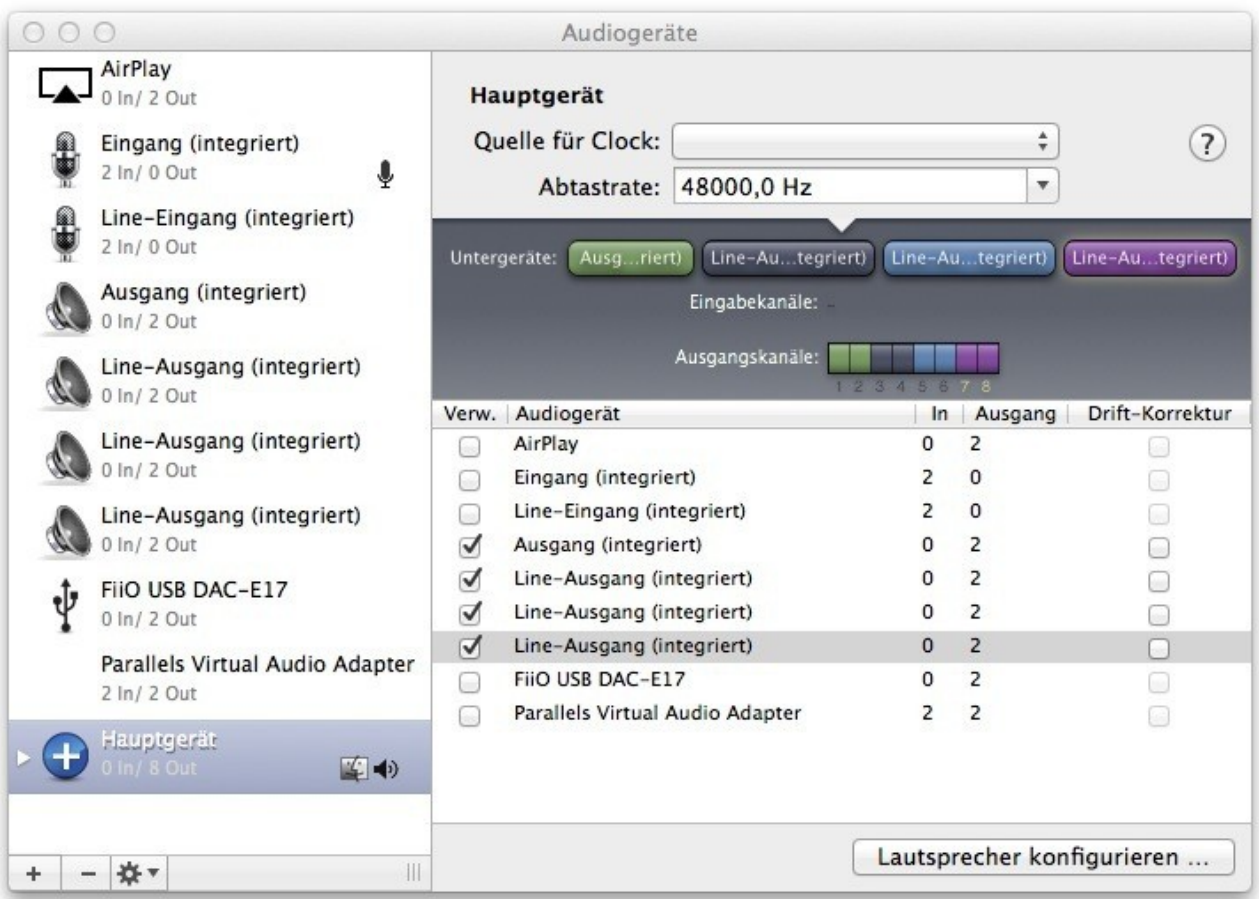 Audiogeräte
AirPlay
0 In/ 2 Out
Eingang (integriert)
2 In/ 0 Out
Line-Eingang (integriert)
2 In/ 0 Out
Ausgang (integriert)
0 In/ 2 Out
Line-Ausgang (integriert)
0 In/ 2 Out
Line-Ausgang (integriert)
0 In/ 2 Out
Line-Ausgang (integriert)
0 In/ 2 Out
FiiO USB DAC-E17
0 In/ 2 Out
Parallels Virtual Audio Adapter
2 In/ 2 Out
Hauptgerät
0 In/ 8 Out
+ −
Hauptgerät
Quelle für Clock:
?
Abtastrate: 48000,0 Hz
Untergeräte: Ausg...riert) Line-Au...tegriert) Line-Au...tegriert) Line-Au...tegriert)
Eingabekanäle: --
Ausgangskanäle:
1 2 3 4 5 6 7 8
Verw. Audiogerät In Ausgang Drift-Korrektur
AirPlay 0 2
Eingang (integriert) 2 0
Line-Eingang (integriert) 2 0
Ausgang (integriert) 0 2
Line-Ausgang (integriert) 0 2
Line-Ausgang (integriert) 0 2
Line-Ausgang (integriert) 0 2
FiiO USB DAC-E17 0 2
Parallels Virtual Audio Adapter 2 2
Lautsprecher konfigurieren ...